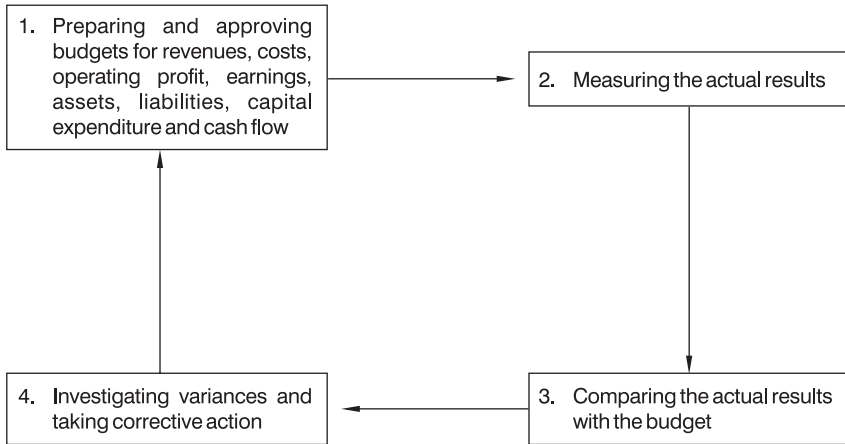 1. Preparing and approving
budgets for revenues, costs,
operating profit, earnings,
assets, liabilities, capital
expenditure and cash flow
2. Measuring the actual results
3. Comparing the actual results
with the budget
4. Investigating variances and
taking corrective action